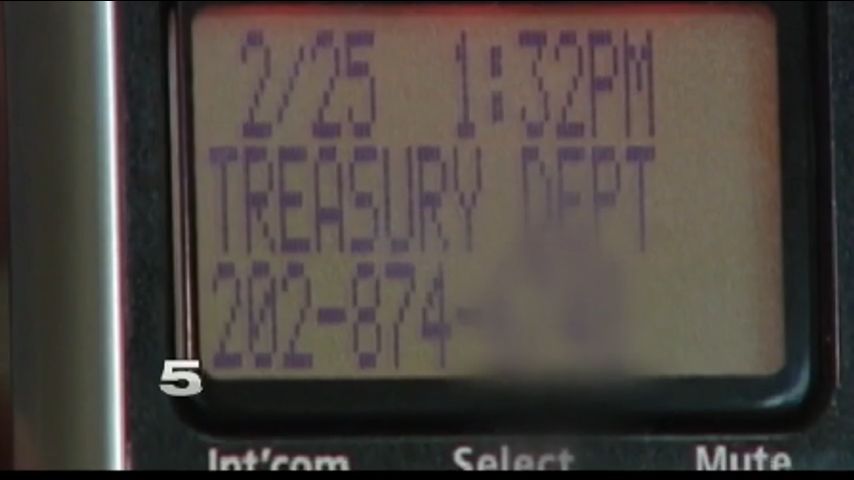 2/25 1:32PM
TREASURY DEPT
202-874-
5
Int'com Select Mute